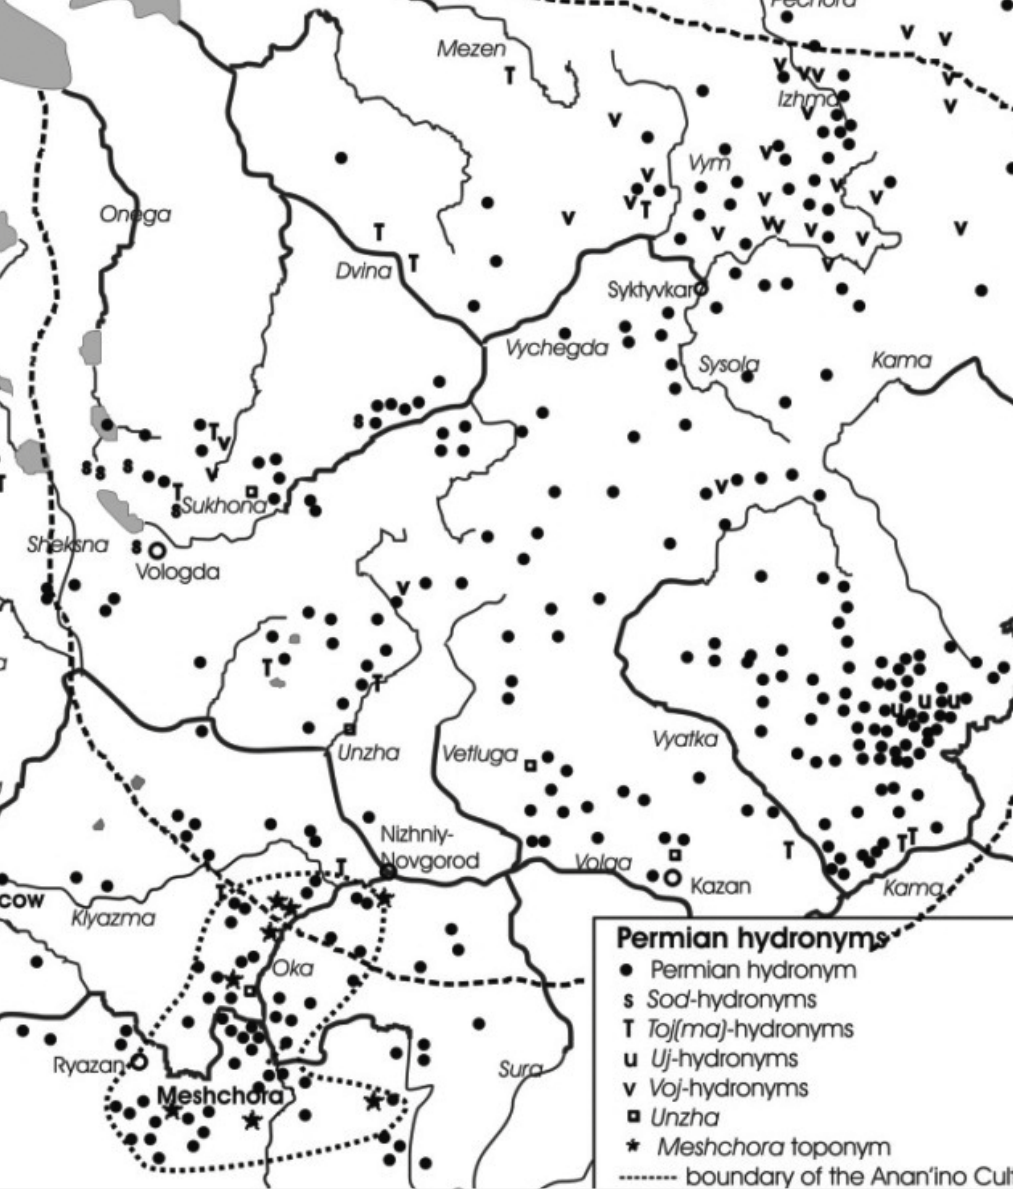 Pechora
Mezen
Izhma
Vym
Onega
Dvina
Syktyvkar
Vychegda
Sysola
Kama
Sukhona
Sheksna
Vologda
Unzha
Vetluga
Vyatka
Nizhniy-
Novgorod
Volga
Kazan
Kama
cow
Klyazma
Oka
Ryazan
Sura
Meshchora
Permian hydronyms
Permian hydronym
s Sod-hydronyms
T Toj(ma)-hydronyms
u Uj-hydronyms
v Voj-hydronyms
Unzha
Meshchora toponym
boundary of the Anan'ino Cul